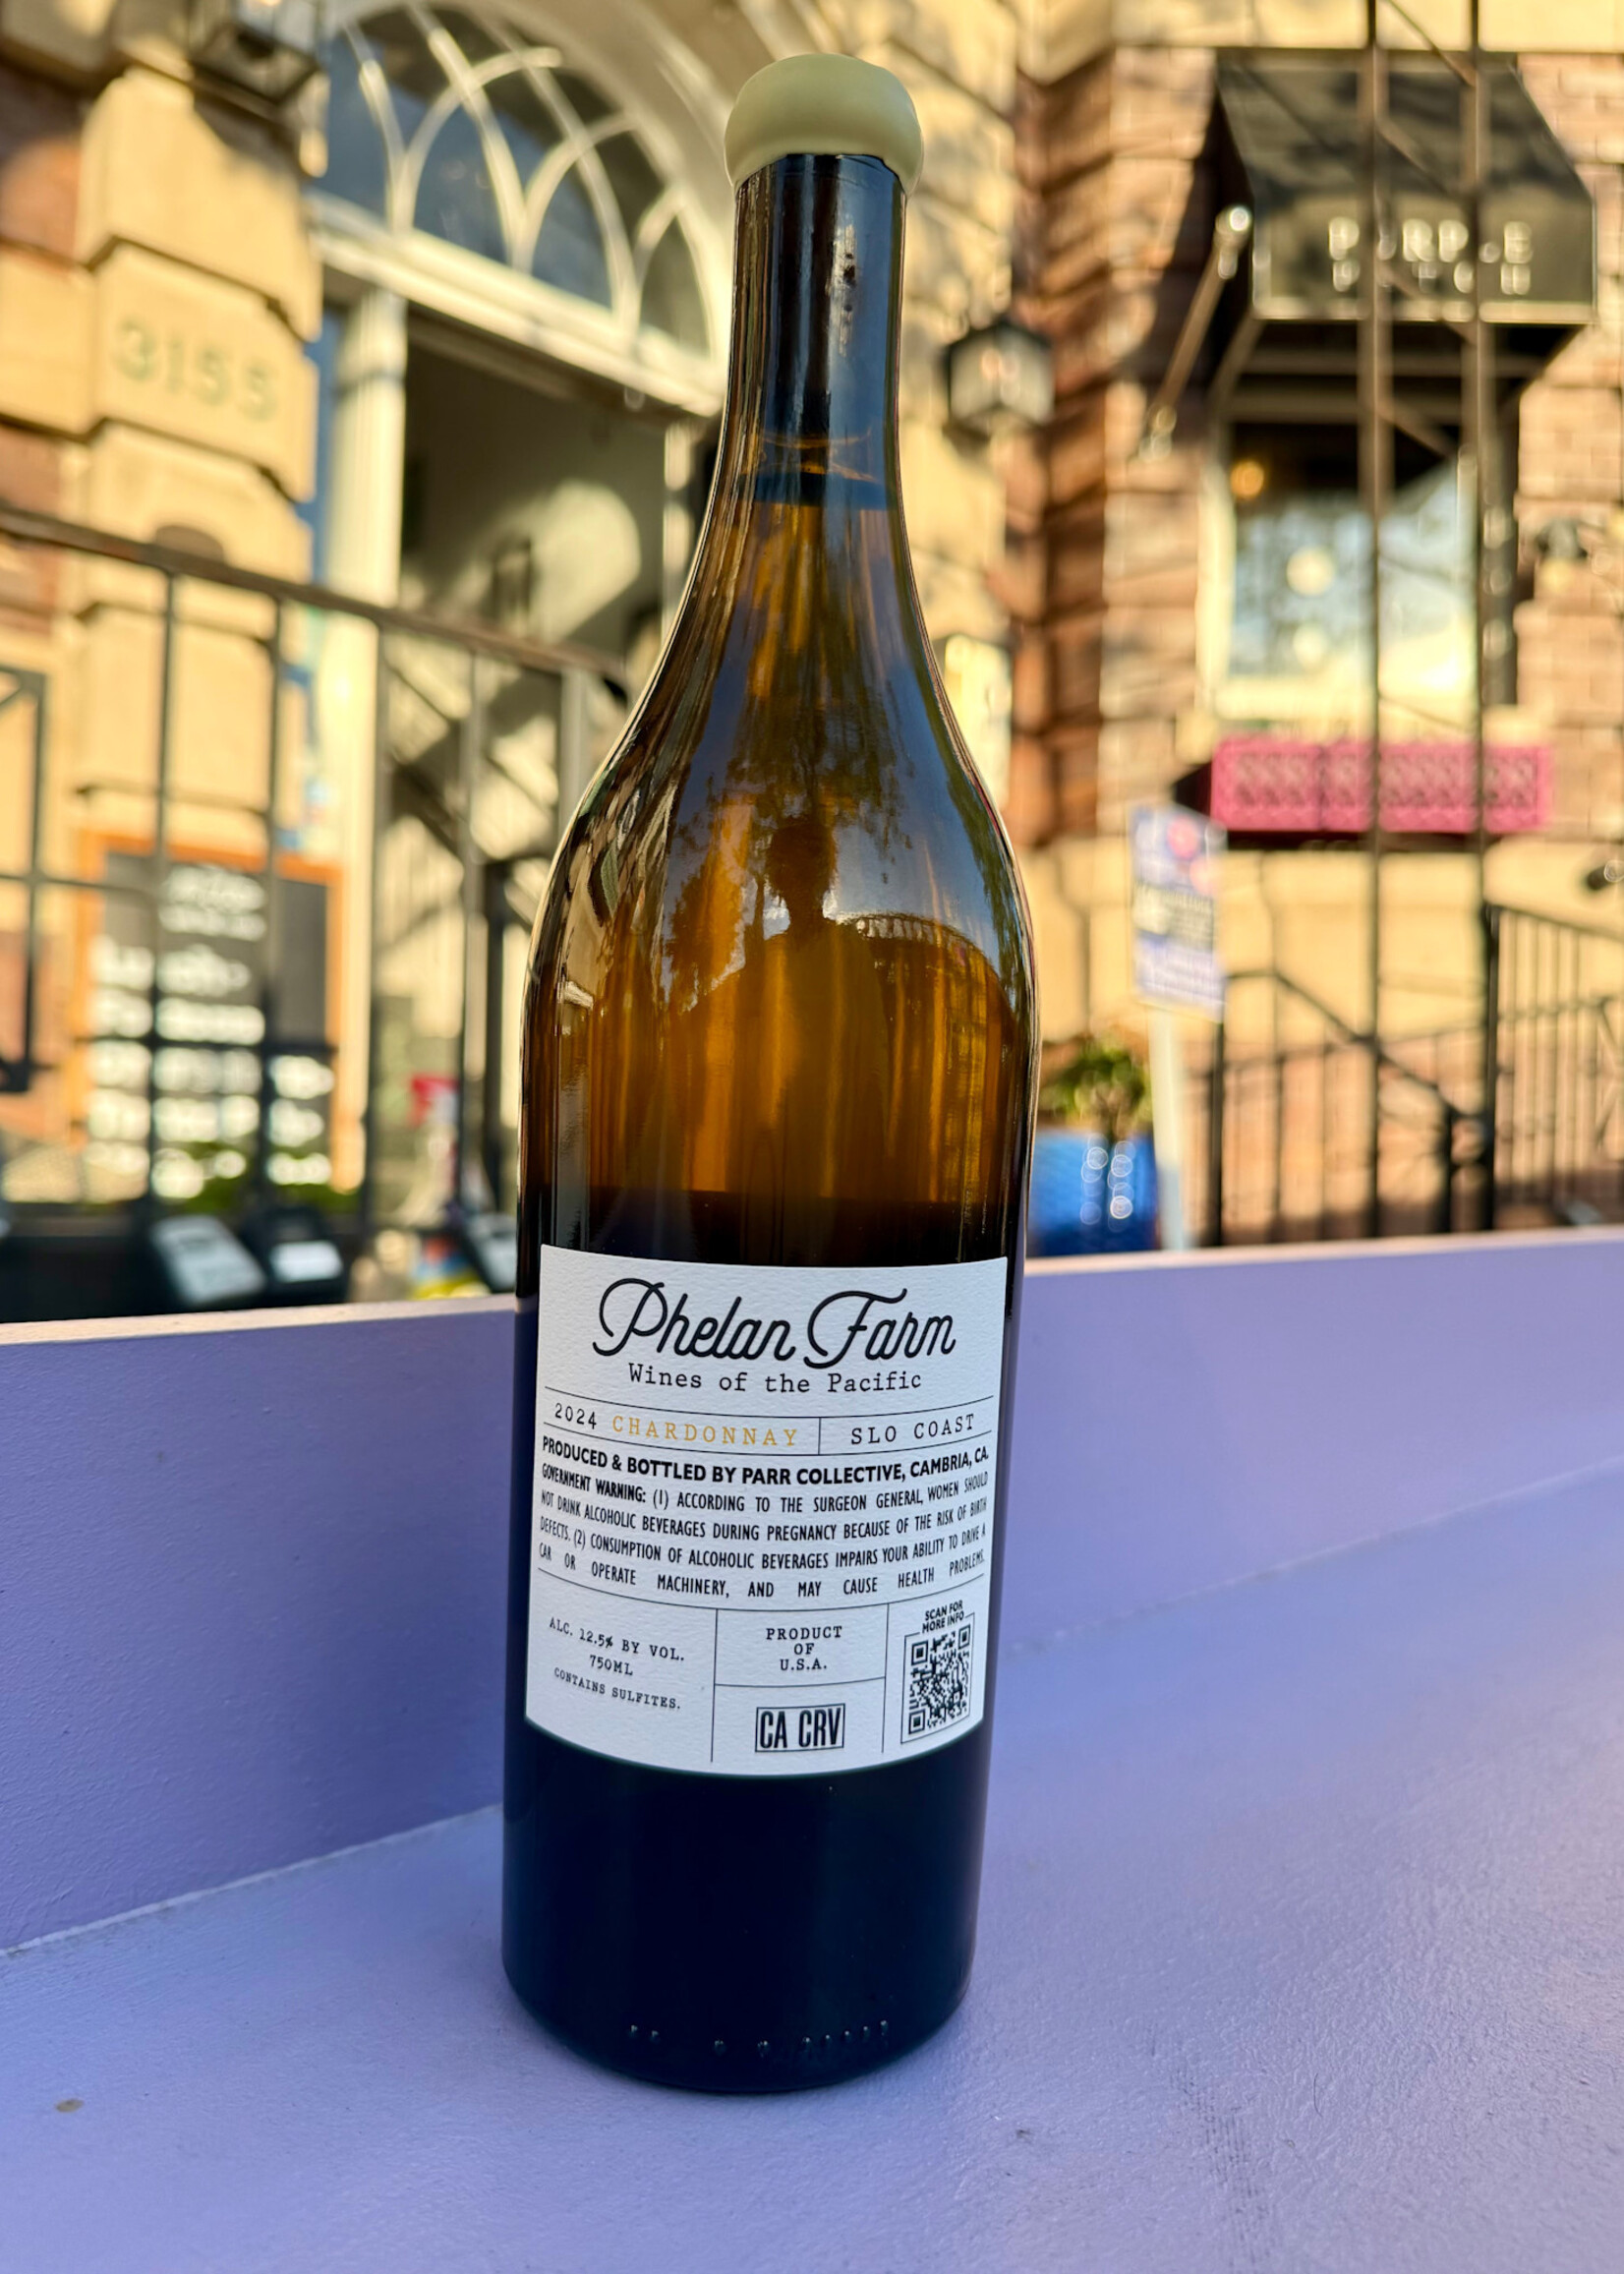 3155
PURPLE
PATCH
Phelan Farm
Wines of the Pacific
2024 CHARDONNAY
SLO COAST
PRODUCED & BOTTLED BY PARR COLLECTIVE, CAMBRIA, CA.
GOVERNMENT WARNING: (1) ACCORDING TO THE SURGEON GENERAL, WOMEN SHOULD
NOT DRINK ALCOHOLIC BEVERAGES DURING PREGNANCY BECAUSE OF THE RISK OF BIRTH
DEFECTS. (2) CONSUMPTION OF ALCOHOLIC BEVERAGES IMPAIRS YOUR ABILITY TO DRIVE A
CAR OR OPERATE MACHINERY, AND MAY CAUSE HEALTH PROBLEMS.
ALC. 12.5% BY VOL.
750ML
CONTAINS SULFITES.
PRODUCT
OF
U.S.A.
CA CRV
SCAN FOR
MORE INFO